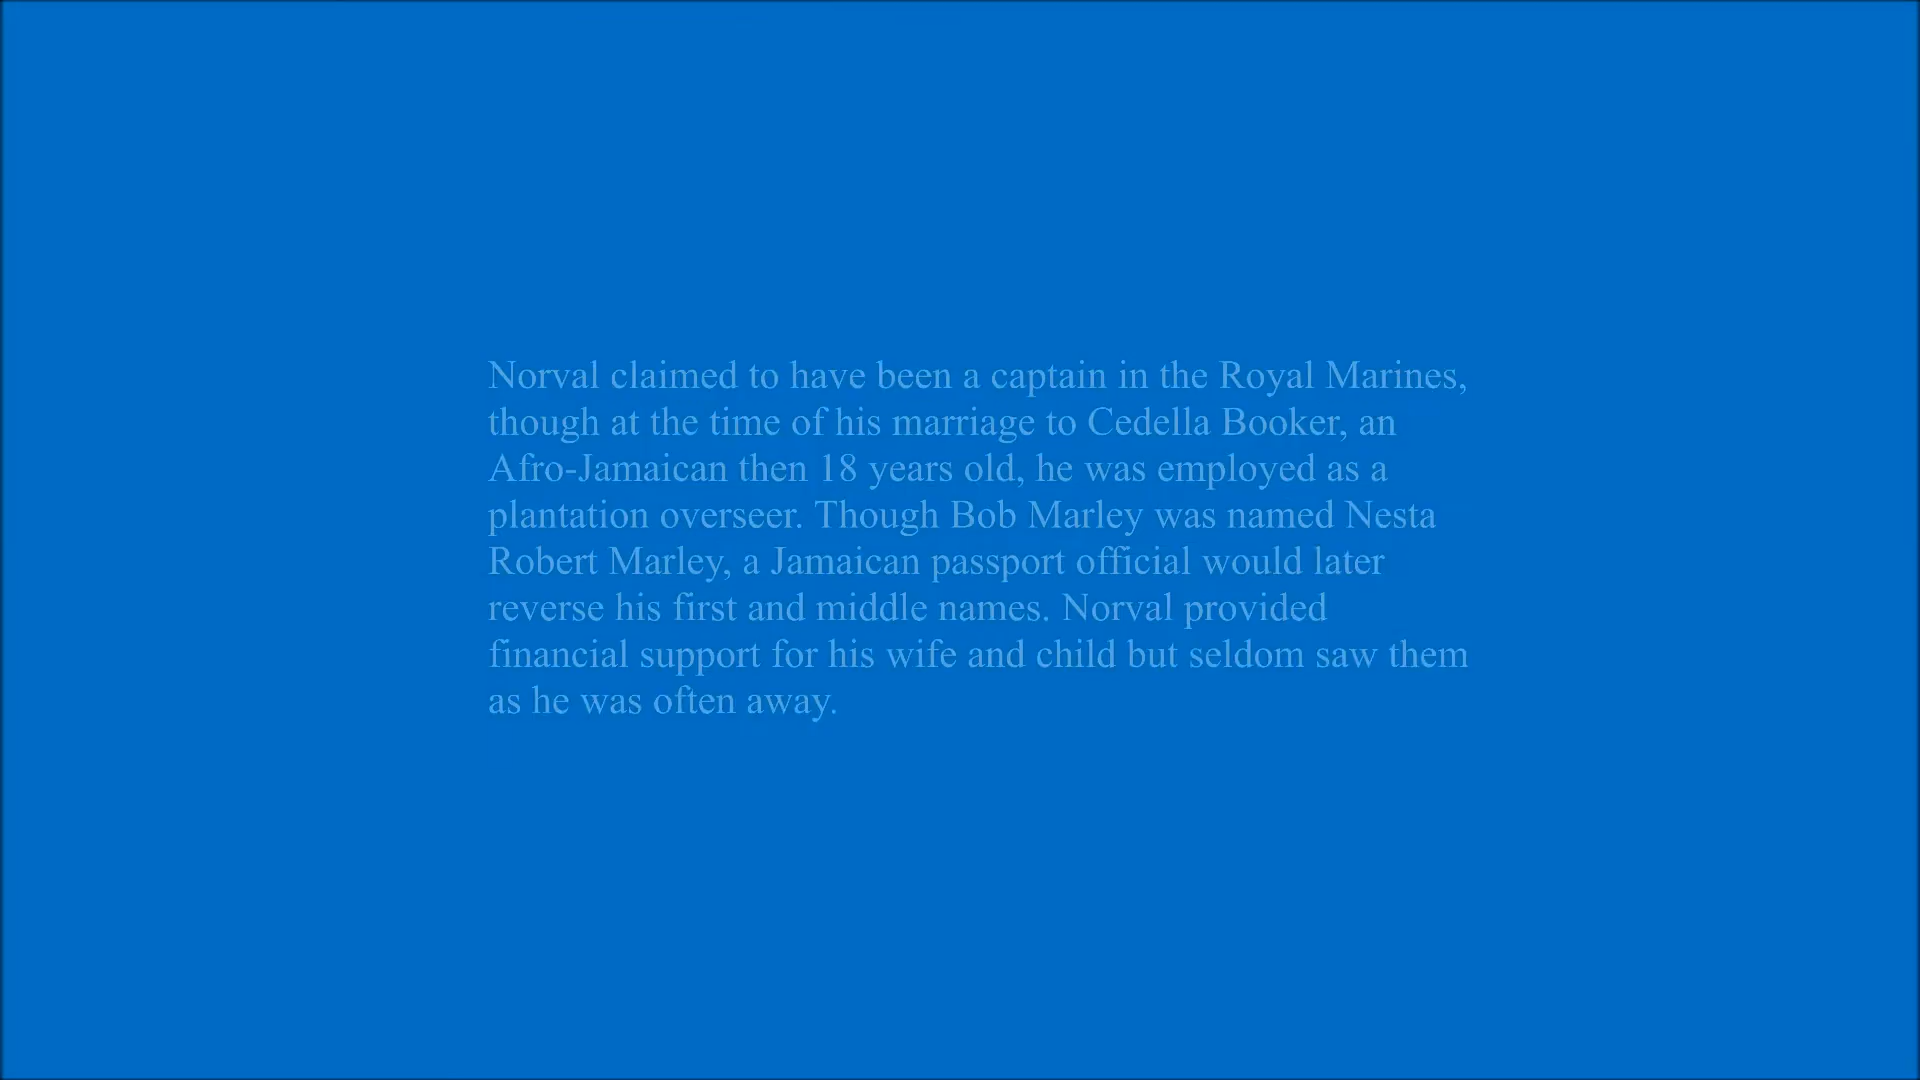 Norval claimed to have been a captain in the Royal Marines,
though at the time of his marriage to Cedella Booker, an
Afro-Jamaican then 18 years old, he was employed as a
plantation overseer. Though Bob Marley was named Nesta
Robert Marley, a Jamaican passport official would later
reverse his first and middle names. Norval provided
financial support for his wife and child but seldom saw them
as he was often away.